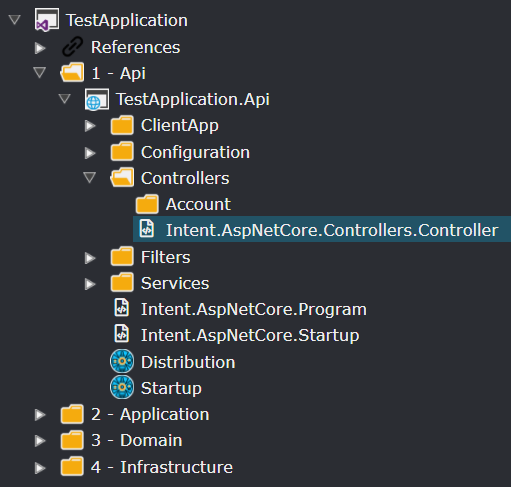 TestApplication
References
1 - Api
TestApplication.Api
ClientApp
Configuration
Controllers
Account
Intent.AspNetCore.Controllers.Controller
Filters
Services
Intent.AspNetCore.Program
Intent.AspNetCore.Startup
Distribution
Startup
2 - Application
3 - Domain
4 - Infrastructure